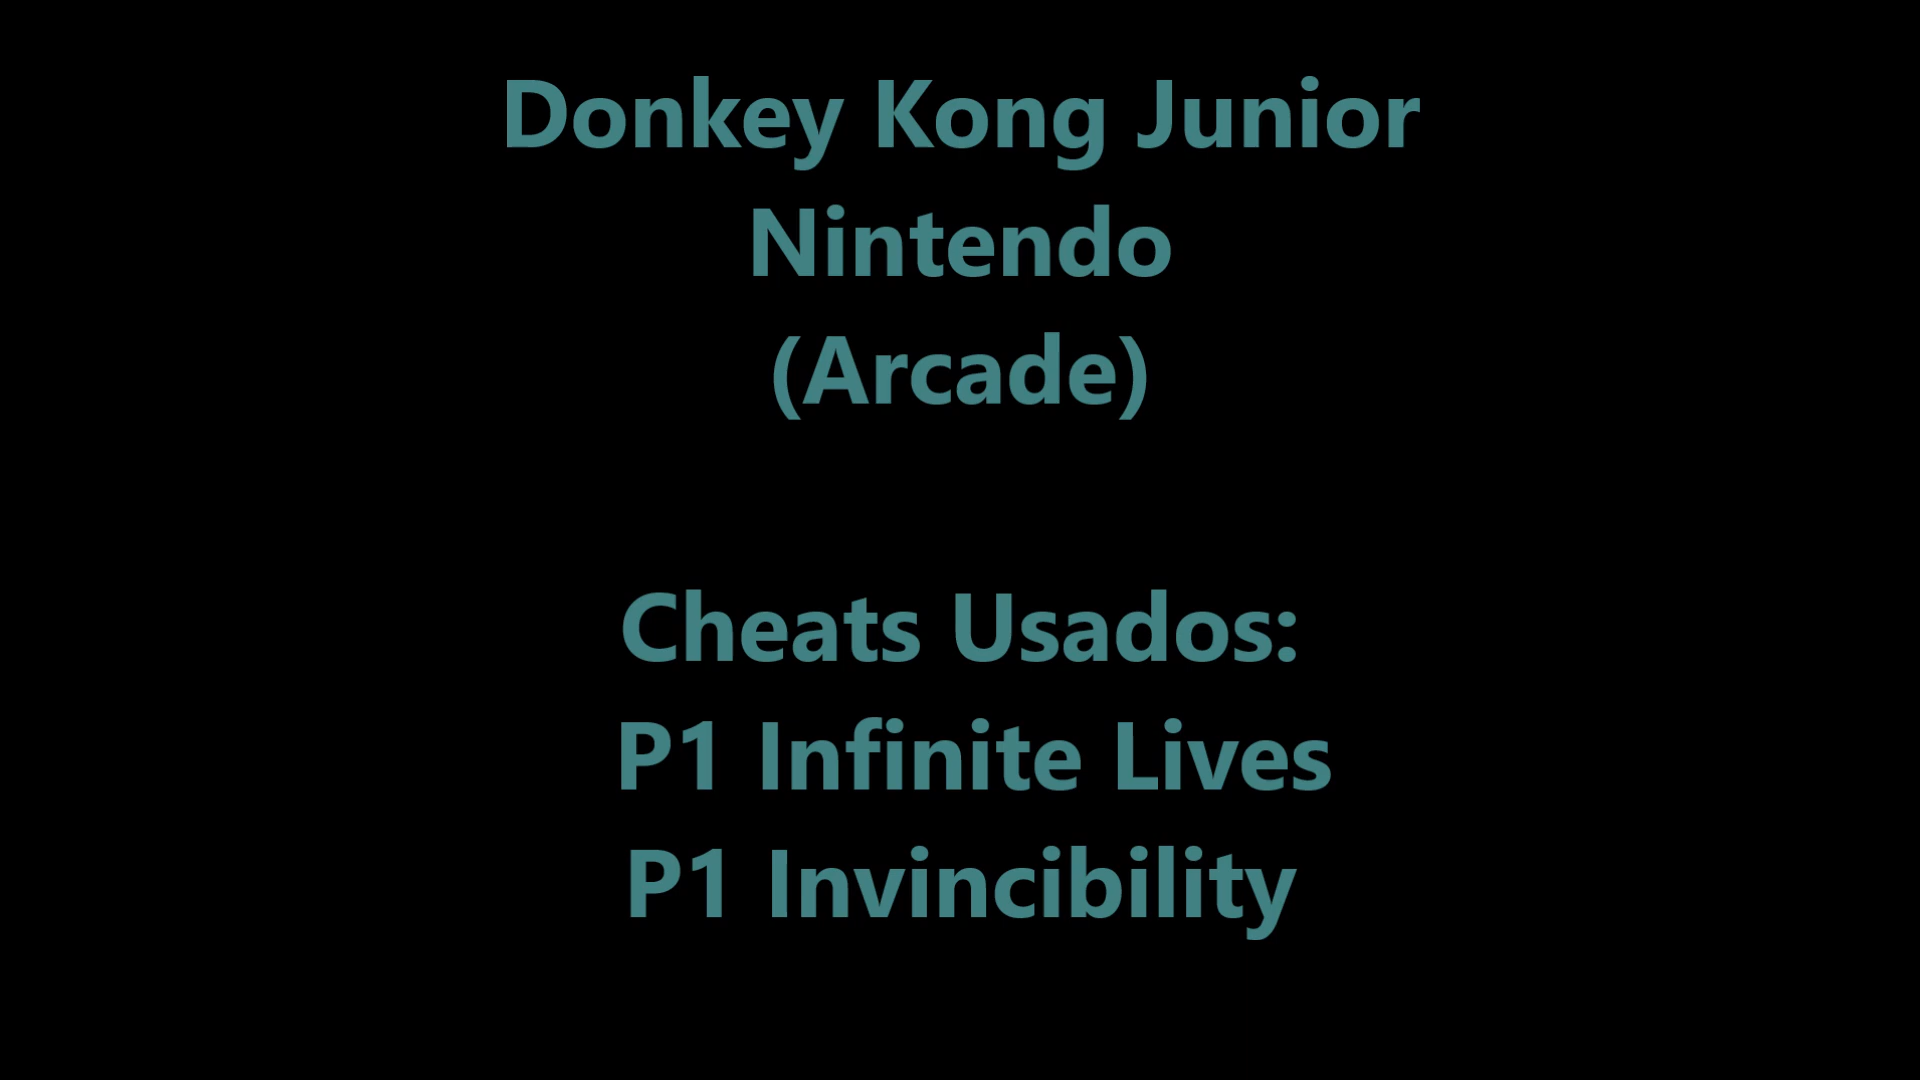 Donkey Kong Junior
Nintendo
(Arcade)
Cheats Usados:
P1 Infinite Lives
P1 Invincibility